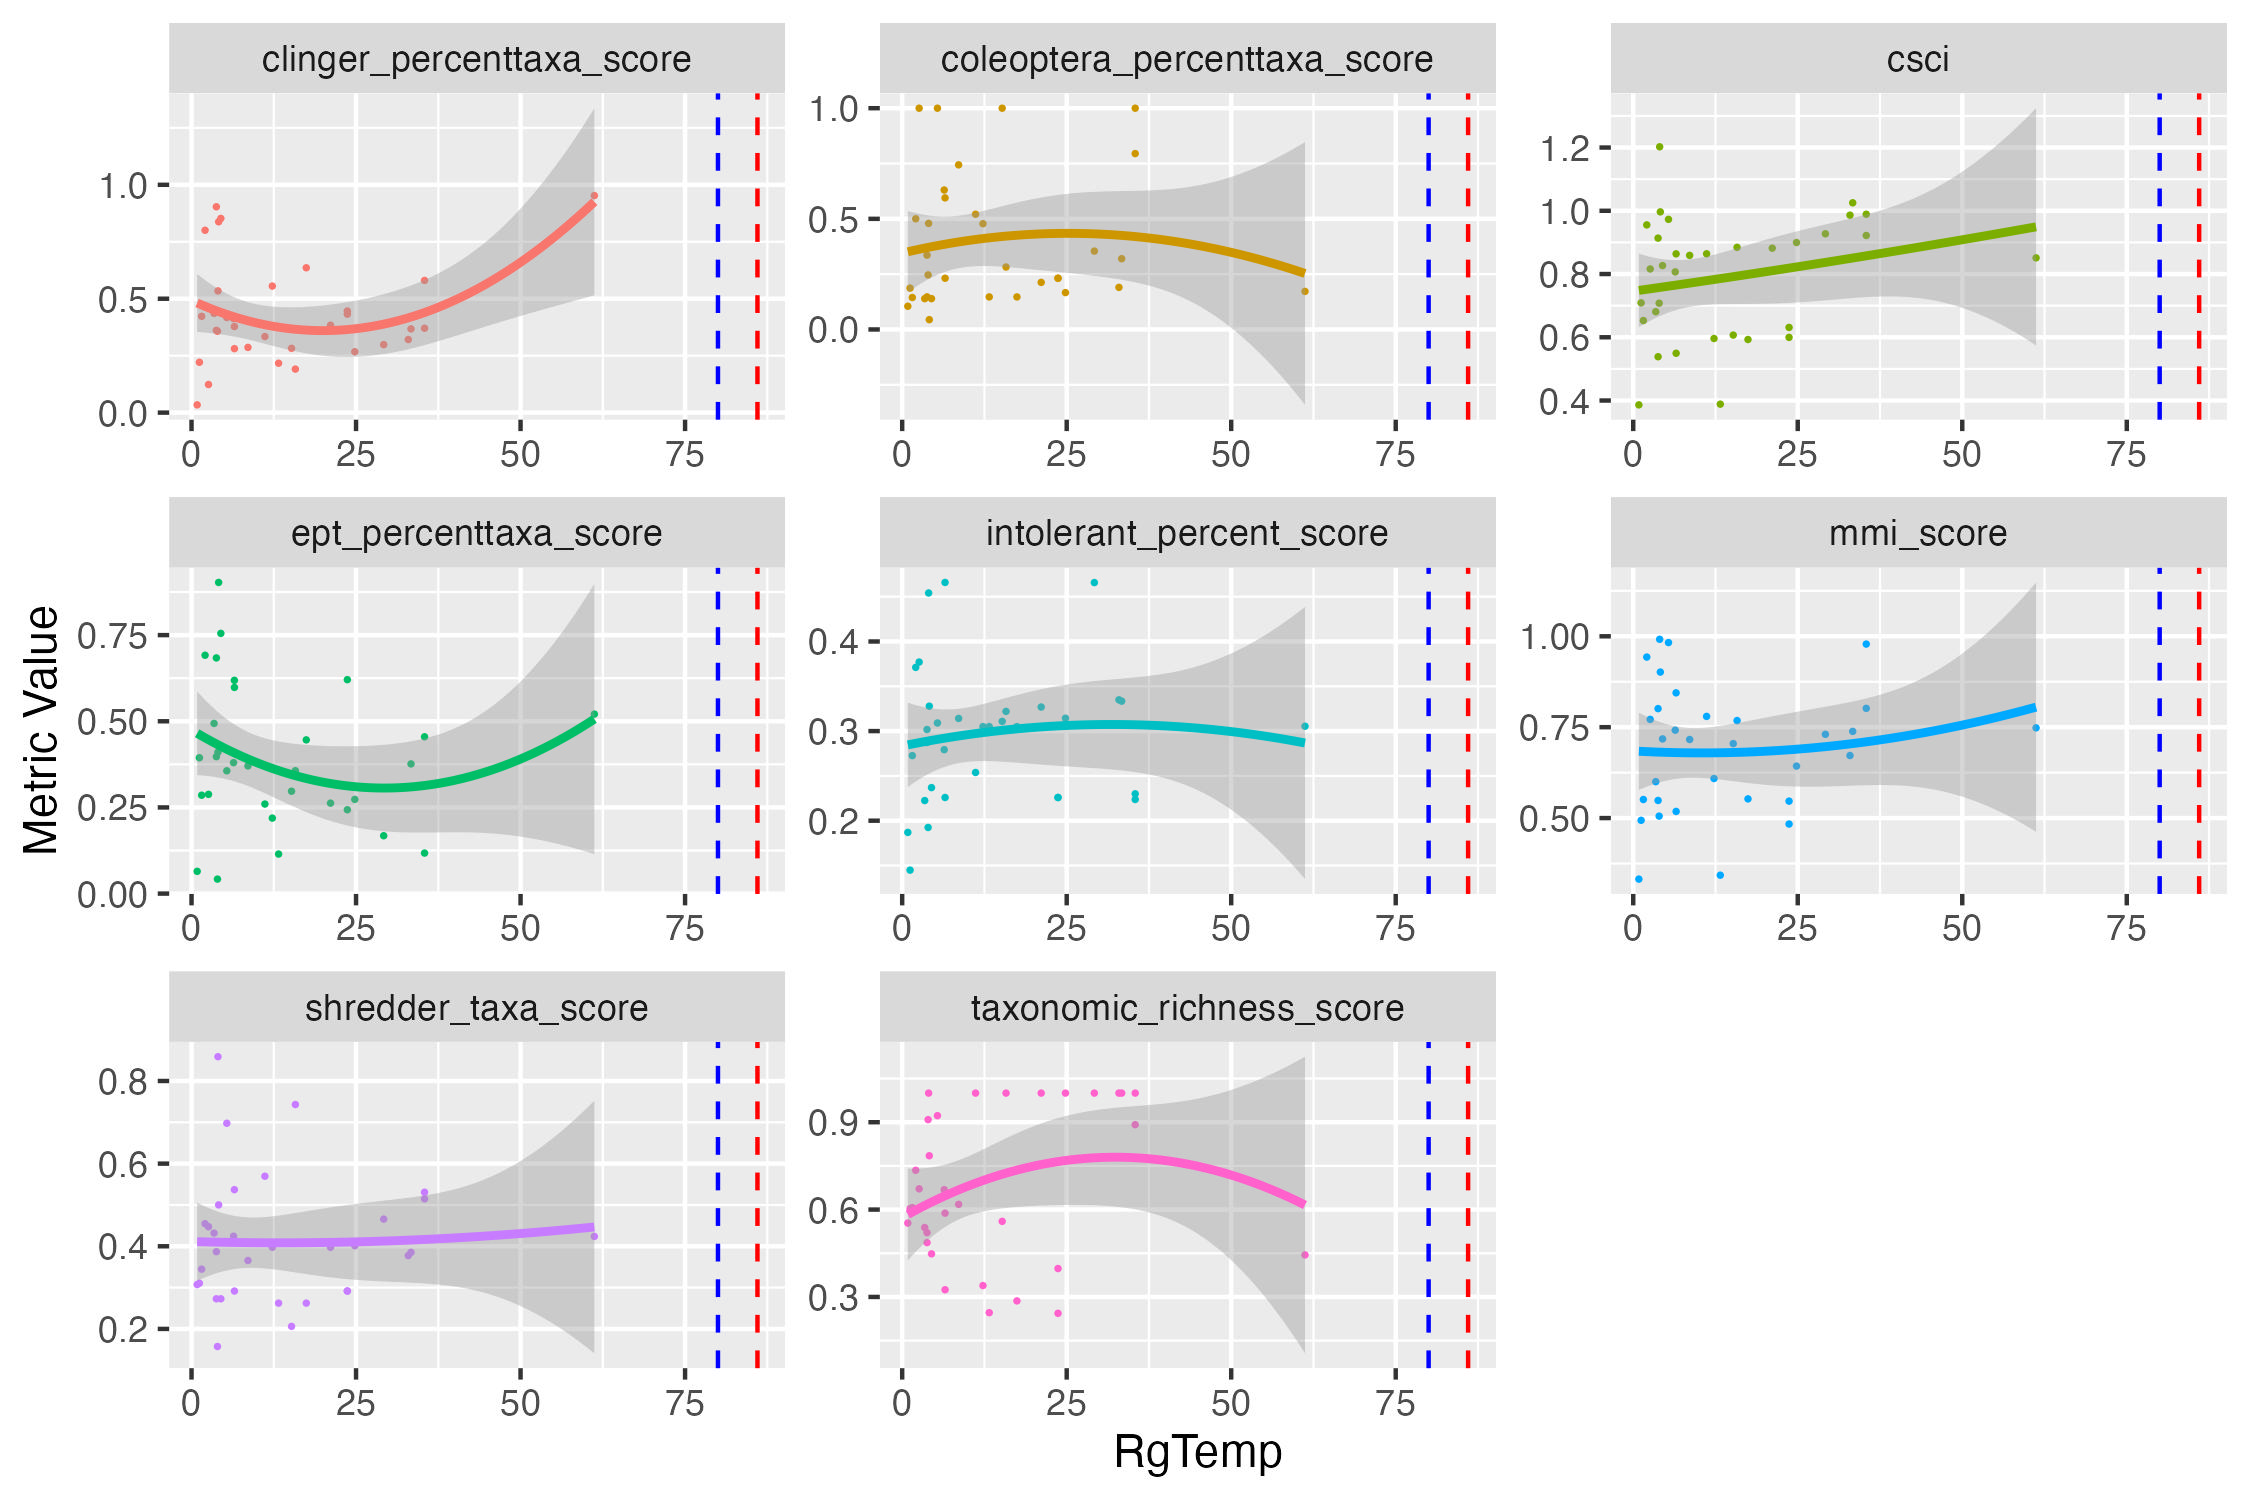 clinger_percenttaxa_score
coleoptera_percenttaxa_score
csci
1.0
0.5
0.0
1.0
0.5
0.0
1.2
1.0
0.8
0.6
0.4
0 25 50 75
0 25 50 75
0 25 50 75
ept_percenttaxa_score
intolerant_percent_score
mmi_score
Metric Value
0.75
0.50
0.25
0.00
0.4
0.3
0.2
1.00
0.75
0.50
0 25 50 75
0 25 50 75
0 25 50 75
shredder_taxa_score
taxonomic_richness_score
0.8
0.6
0.4
0.2
0.9
0.6
0.3
0 25 50 75
0 25 50 75
RgTemp